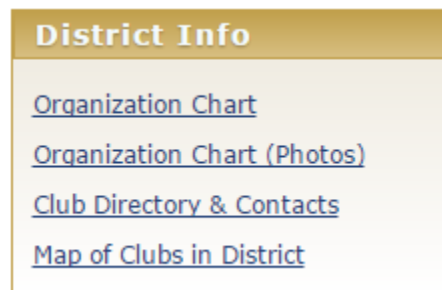 District Info
Organization Chart
Organization Chart (Photos)
Club Directory & Contacts
Map of Clubs in District